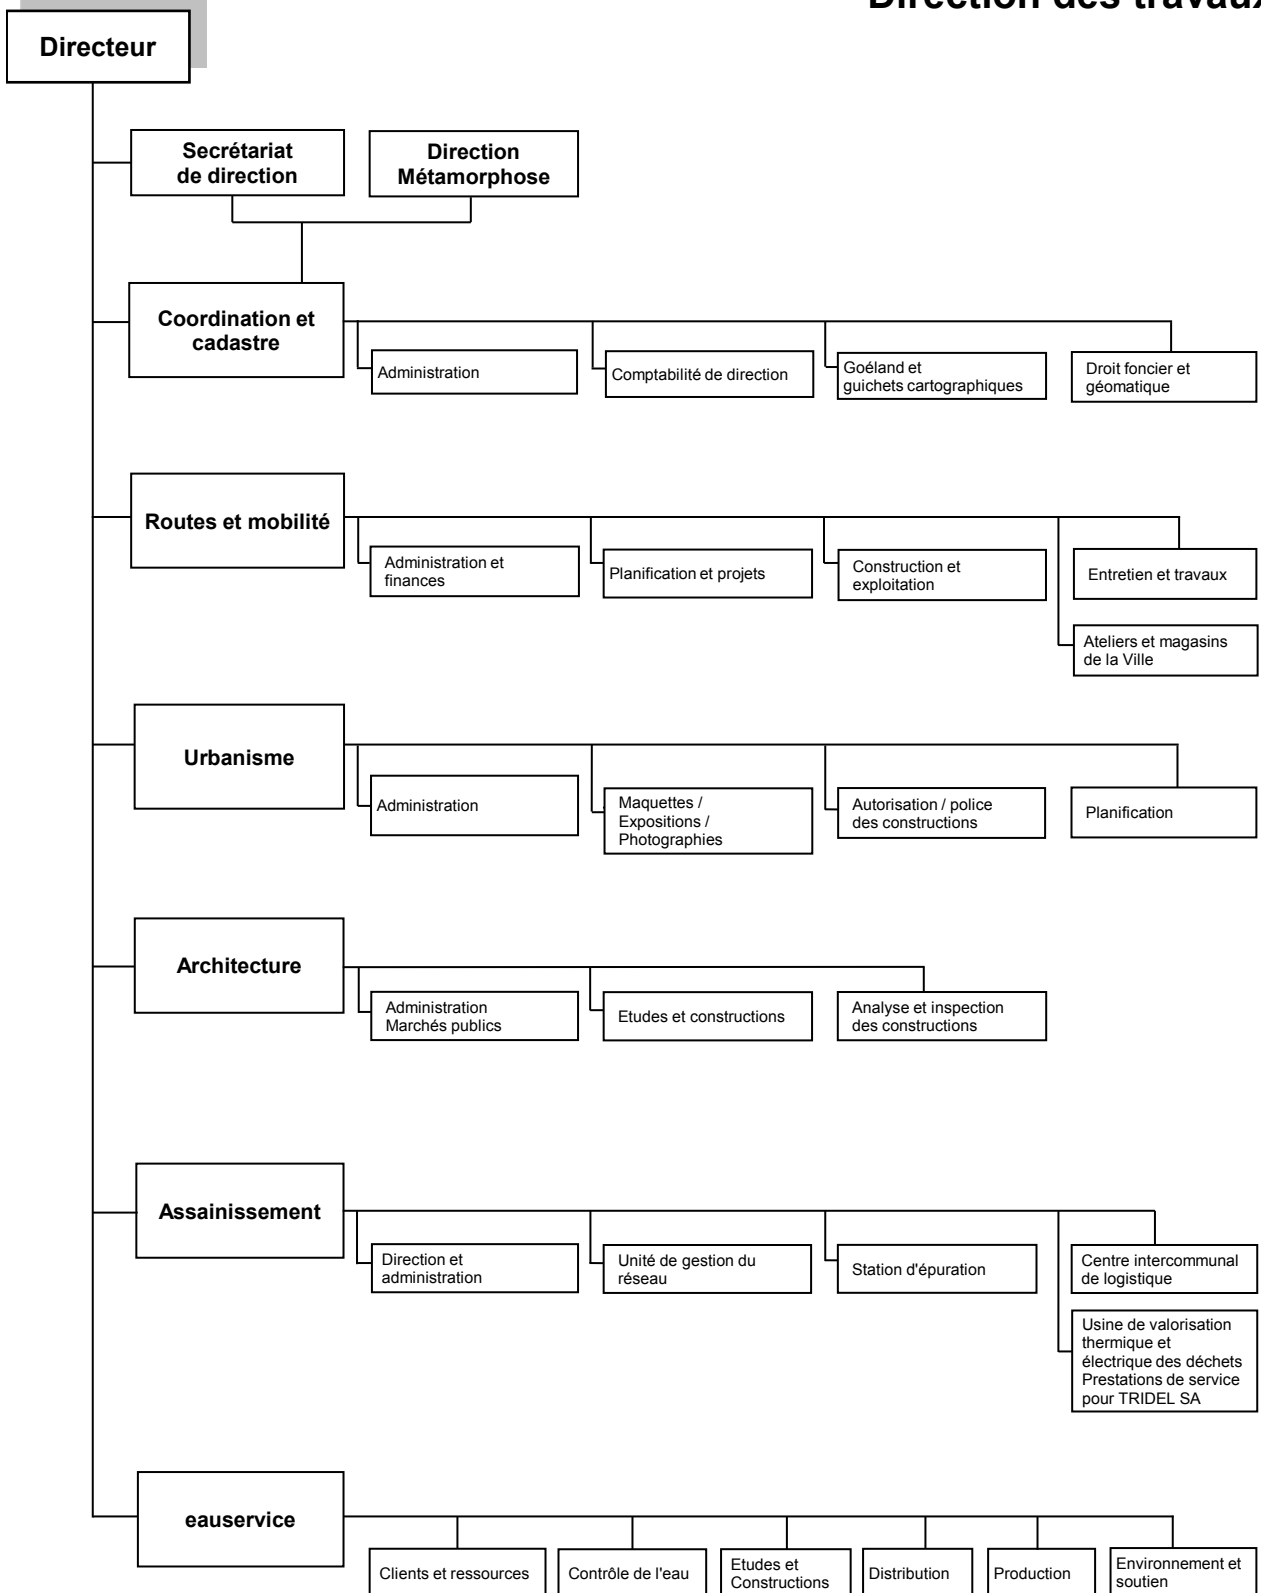 Direction des travaux
Directeur
Secrétariat
de direction
Direction
Métamorphose
Coordination et
cadastre
Administration
Comptabilité de direction
Goéland et
guichets cartographiques
Droit foncier et
géomatique
Routes et mobilité
Administration et
finances
Planification et projets
Construction et
exploitation
Entretien et travaux
Ateliers et magasins
de la Ville
Urbanisme
Administration
Maquettes /
Expositions /
Photographies
Autorisation / police
des constructions
Planification
Architecture
Administration
Marchés publics
Etudes et constructions
Analyse et inspection
des constructions
Assainissement
Direction et
administration
Unité de gestion du
réseau
Station d'épuration
Centre intercommunal
de logistique
Usine de valorisation
thermique et
électrique des déchets
Prestations de service
pour TRIDEL SA
eauservice
Clients et ressources
Contrôle de l'eau
Etudes et
Constructions
Distribution
Production
Environnement et
soutien